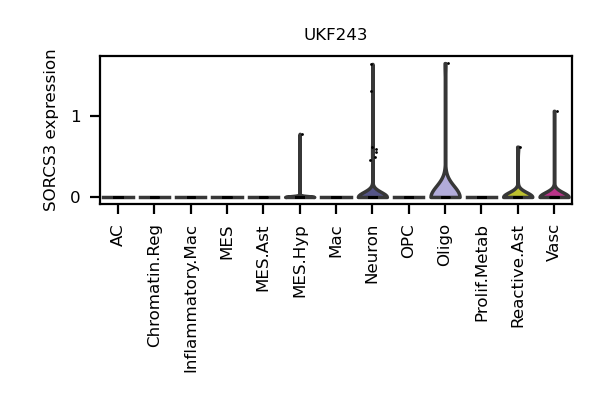 UKF243
SORCS3 expression
1
0
AC
Chromatin.Reg
Inflammatory.Mac
MES
MES.Ast
MES.Hyp
Mac
Neuron
OPC
Oligo
Prolif.Metab
Reactive.Ast
Vasc